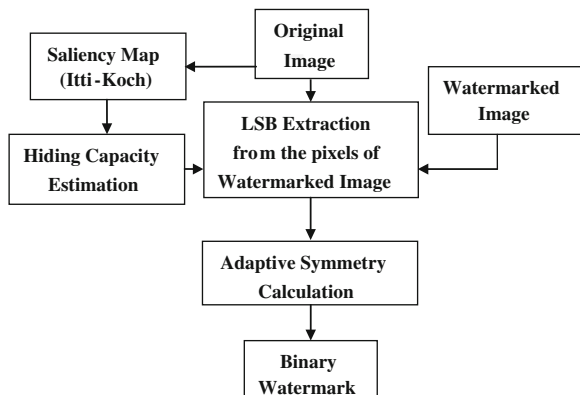 Original
Image
Saliency Map
(Itti-Koch)
Watermarked
Image
LSB Extraction
from the pixels of
Watermarked Image
Hiding Capacity
Estimation
Adaptive Symmetry
Calculation
Binary
Watermark